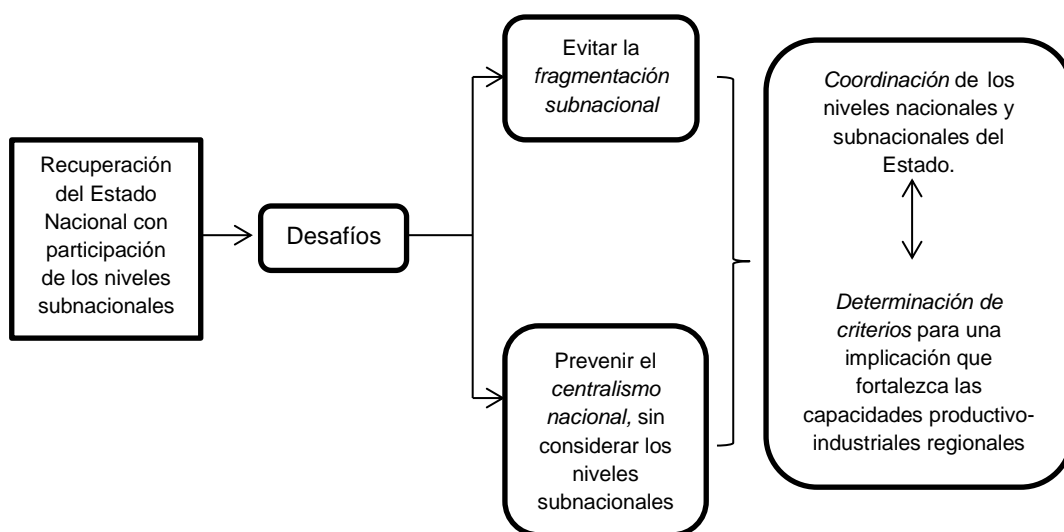 Recuperación
del Estado
Nacional con
participación
de los niveles
subnacionales
Desafíos
Evitar la
fragmentación
subnacional
Prevenir el
centralismo
nacional, sin
considerar los
niveles
subnacionales
Coordinación de los
niveles nacionales y
subnacionales del
Estado.
Determinación de
criterios para una
implicación que
fortalezca las
capacidades productivo-
industriales regionales